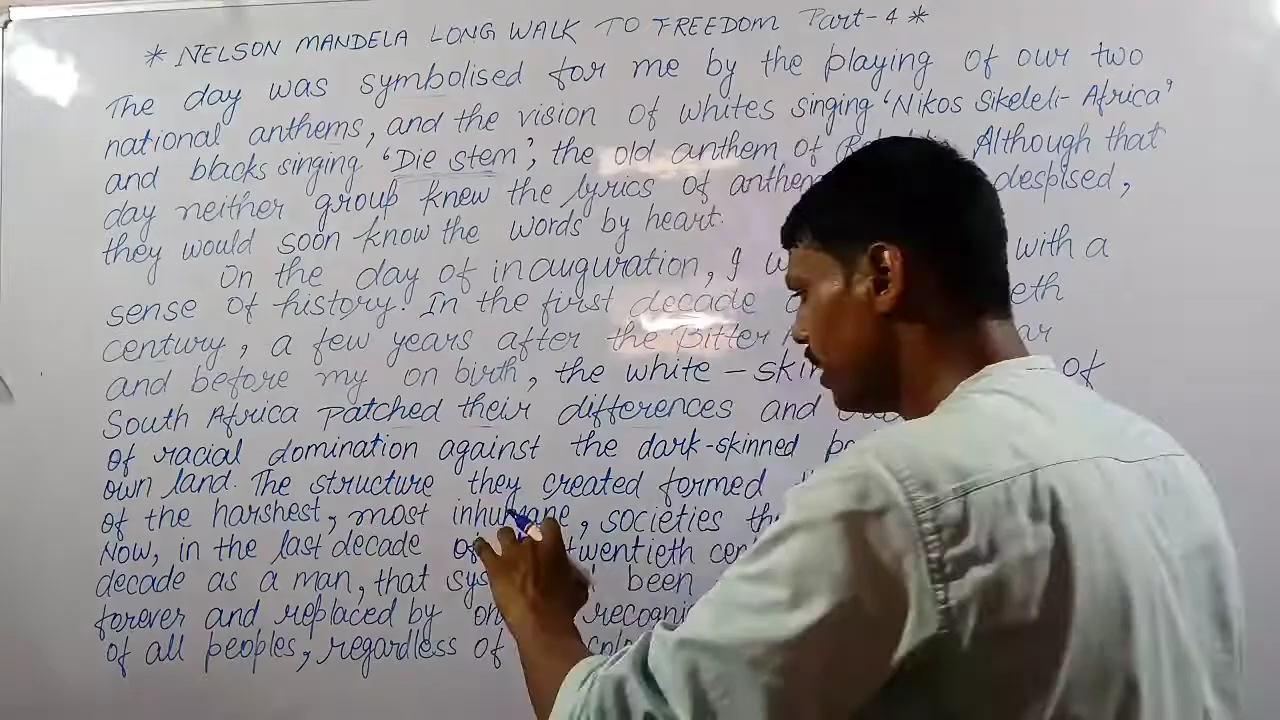 * NELSON MANDELA LONG WALK TO FREEDOM Part-4 *
The day was symbolised for me by the playing of our two
national anthems, and the vision of whites singing 'Nikos Sikeleli-Africa'
and blacks singing 'Die stem', the old anthem of Although that
day neither group knew the lyrics of despised,
they would soon know the words by heart.
On the day of inauguration, I with a
sense of history. In the first decade
century, a few years after the Bitter
and before my on birth, the white - of
South Africa patched their differences and
of racial domination against the dark-skinned
own land. The structure they created formed
of the harshest, most inhumane, societies
Now, in the last decade twentieth
decade as a man, that been
forever and replaced by
of all peoples, regardless of